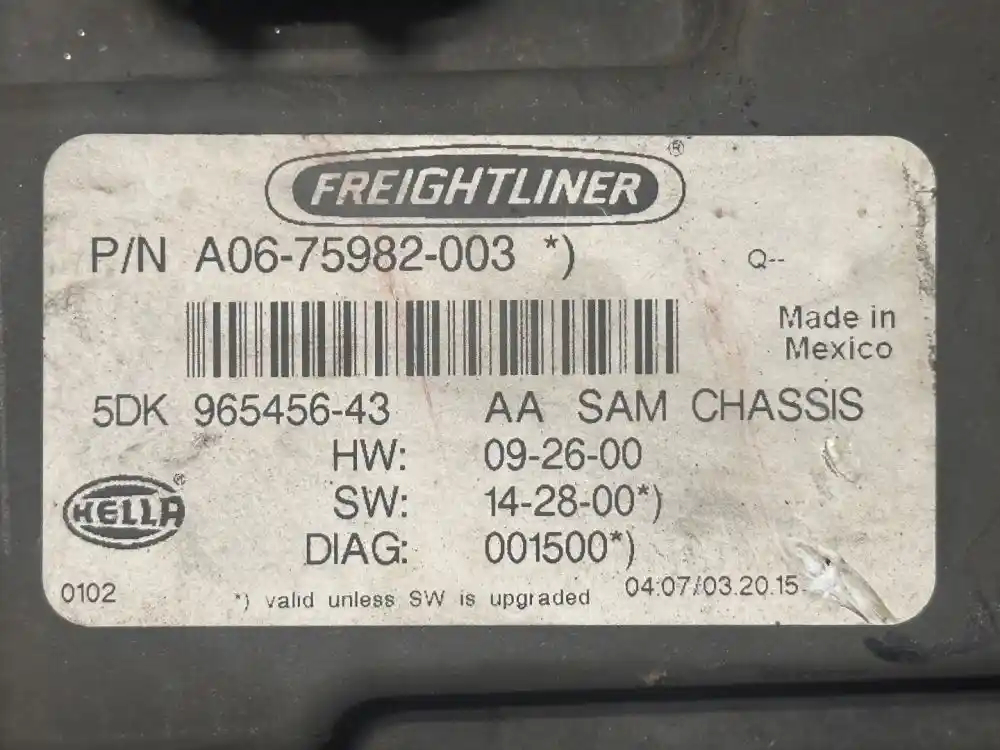 FREIGHTLINER ®
P/N A06-75982-003 *)
Q--
Made in
Mexico
5DK 965456-43 AA SAM CHASSIS
HW: 09-26-00
SW: 14-28-00*)
HELLA ®
DIAG: 001500*)
0102
*) valid unless SW is upgraded
04:07/03.20.15